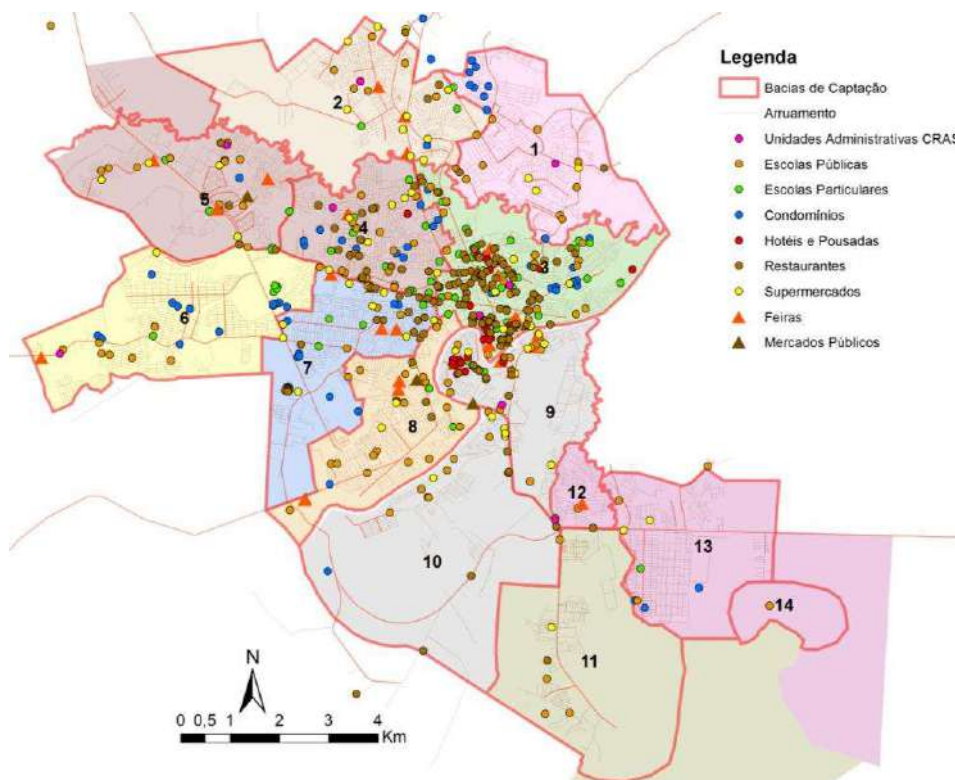 Legenda
Bacias de Captação
Arruamento
Unidades Administrativas CRAS
Escolas Públicas
Escolas Particulares
Condomínios
Hotéis e Pousadas
Restaurantes
Supermercados
Feiras
Mercados Públicos
2
1
5
4
3
6
7
8
9
12
13
10
14
11
N
0 0,5 1 2 3 4
Km